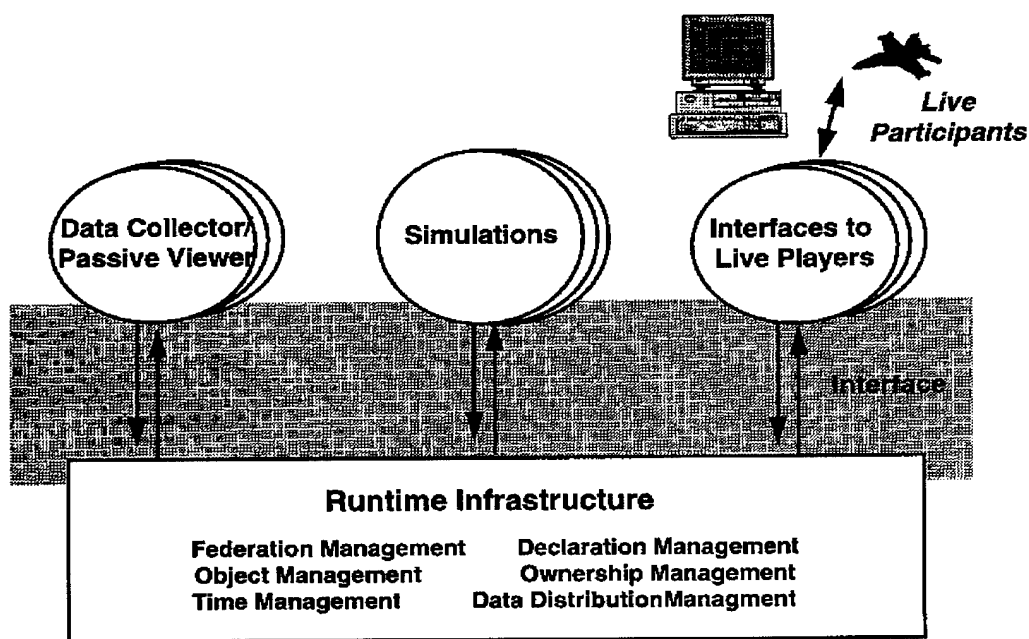 Live
Participants
Data Collector/
Passive Viewer
Simulations
Interfaces to
Live Players
Interface
Runtime Infrastructure
Federation Management
Declaration Management
Object Management
Ownership Management
Time Management
Data DistributionManagment